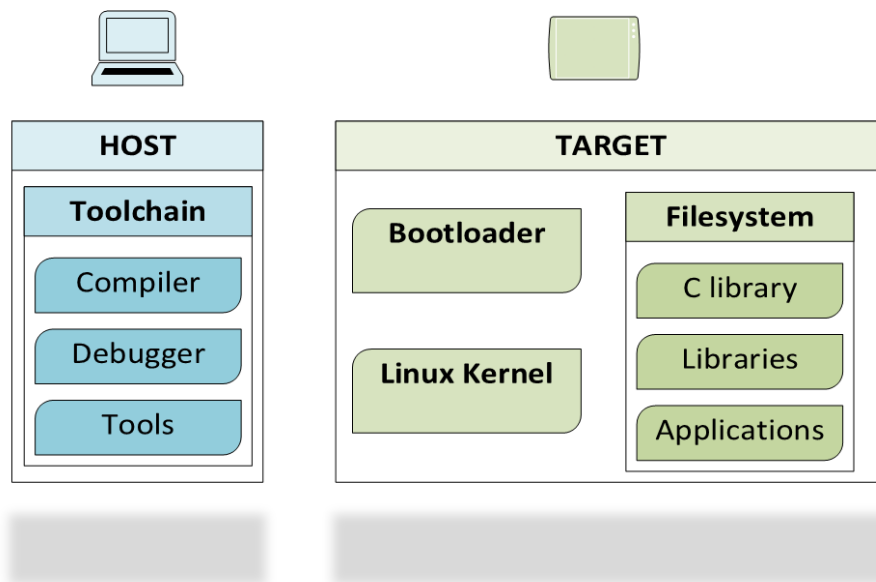 HOST
Toolchain
Compiler
Debugger
Tools
TARGET
Bootloader
Linux Kernel
Filesystem
C library
Libraries
Applications